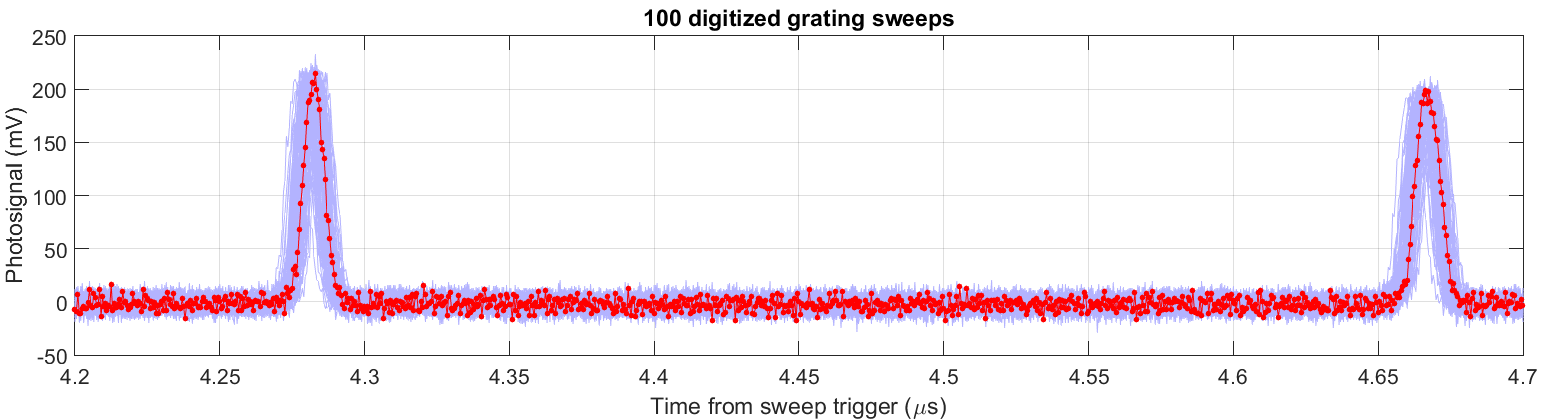 100 digitized grating sweeps
Photosignal (mV)
250
200
150
100
50
0
-50
4.2 4.25 4.3 4.35 4.4 4.45 4.5 4.55 4.6 4.65 4.7
Time from sweep trigger (μs)